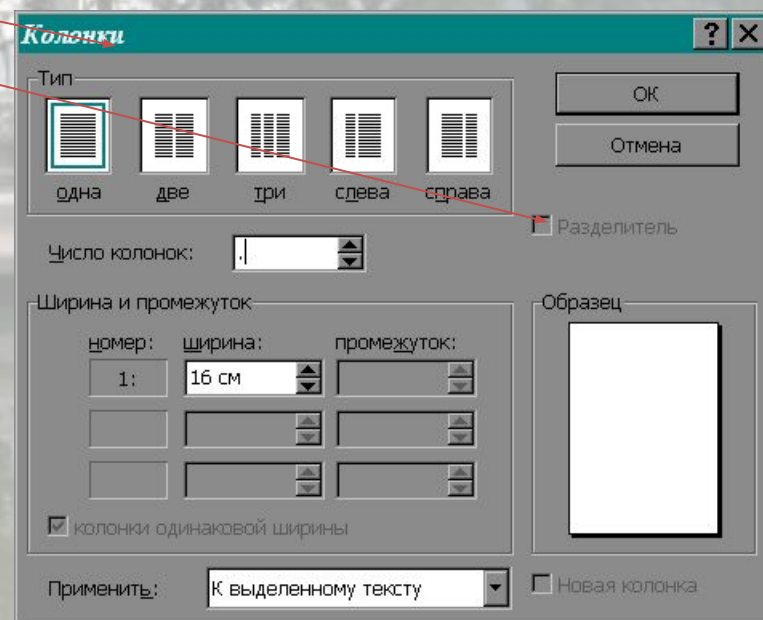 Колонки
Тип
одна две три слева справа
ОК
Отмена
Разделитель
Число колонок: .
Ширина и промежуток
номер: ширина: промежуток:
1: 16 см
колонки одинаковой ширины
Образец
Применить: К выделенному тексту
Новая колонка